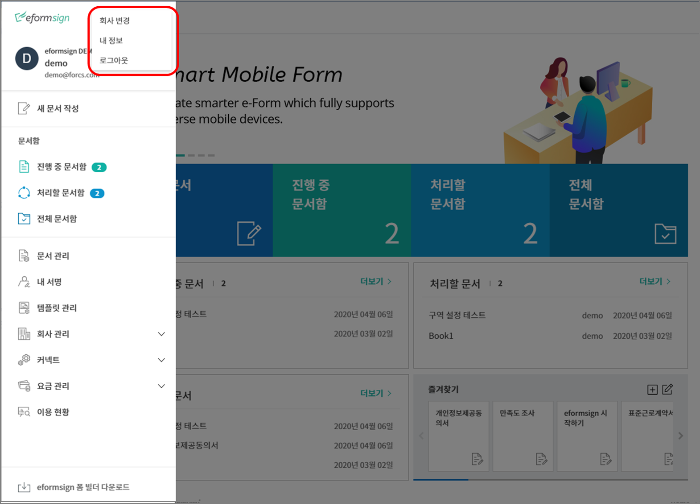 eformsign
회사 변경
내 정보
로그아웃
D
eformsign DEM
demo
demo@forcs.com
새 문서 작성
문서함
진행 중 문서함 2
처리할 문서함 2
전체 문서함
문서 관리
내 서명
템플릿 관리
회사 관리
커넥트
요금 관리
이용 현황
eformsign 폼 빌더 다운로드
mart Mobile Form
ate smarter e-Form which fully supports
erse mobile devices.
문서
진행 중
문서함
2
처리할
문서함
2
전체
문서함
중 문서 2
더보기
정 테스트
2020년 04월 06일
2020년 03월 02일
처리할 문서 2
더보기
구역 설정 테스트 demo 2020년 04월 06일
Book1 demo 2020년 03월 02일
문서
더보기
정 테스트
2020년 04월 06일
보제공동의서
2020년 03월 02일
2020년 03월 02일
즐겨찾기
개인정보제공동
의서
만족도 조사
eformsign 시
작하기
표준근로계약서